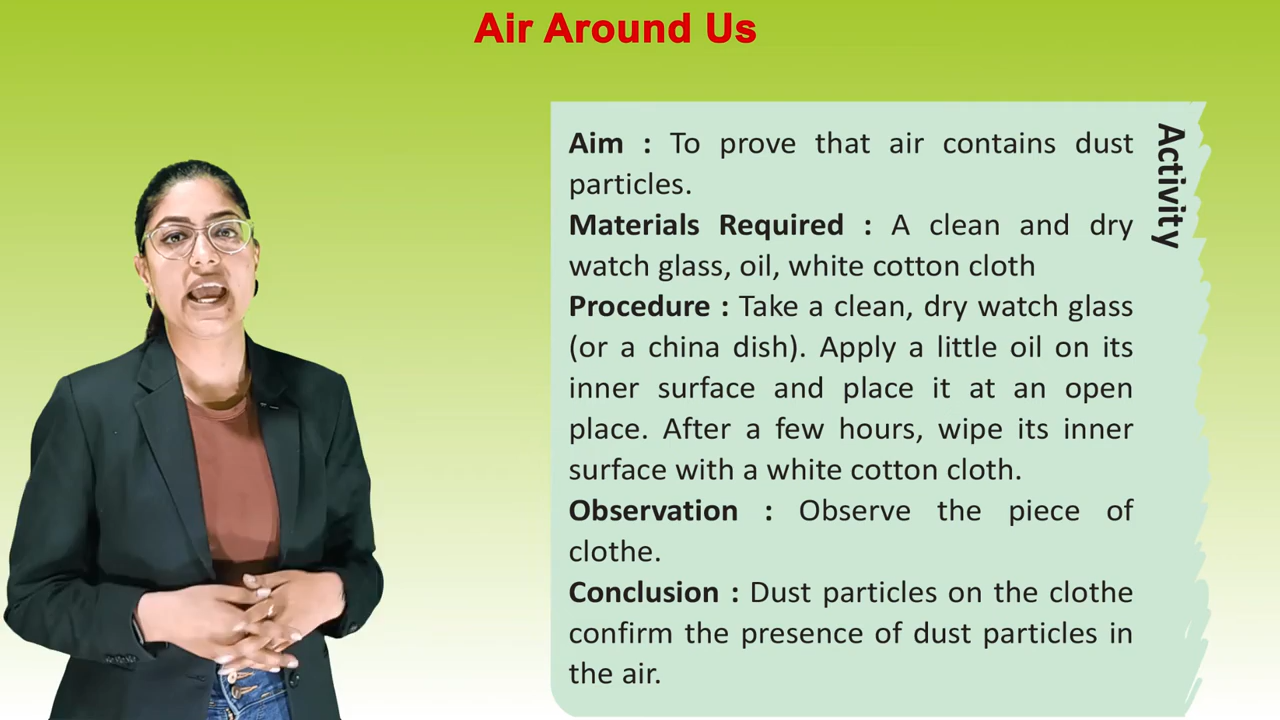 Air Around Us
Activity
Aim : To prove that air contains dust
particles.
Materials Required : A clean and dry
watch glass, oil, white cotton cloth
Procedure : Take a clean, dry watch glass
(or a china dish). Apply a little oil on its
inner surface and place it at an open
place. After a few hours, wipe its inner
surface with a white cotton cloth.
Observation : Observe the piece of
clothe.
Conclusion : Dust particles on the clothe
confirm the presence of dust particles in
the air.